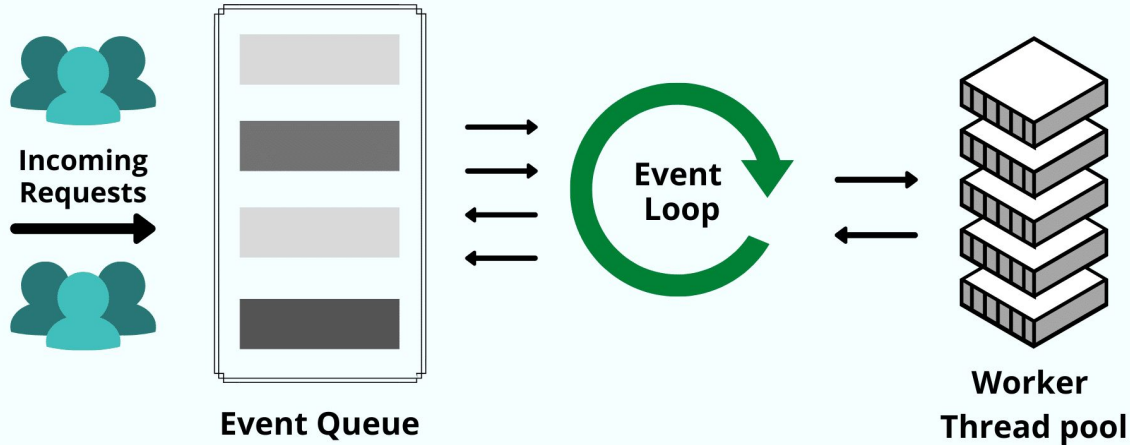 Incoming
Requests
Event Queue
Event
Loop
Worker
Thread pool